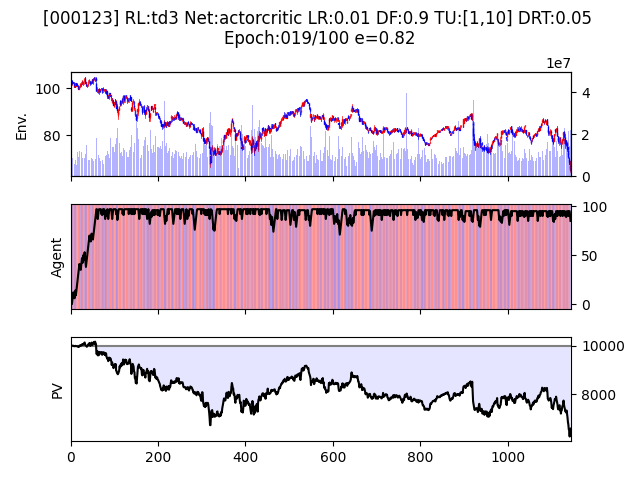 [000123] RL:td3 Net:actorcritic LR:0.01 DF:0.9 TU:[1,10] DRT:0.05
Epoch:019/100 e=0.82
1e7
100
80
Env.
4
2
0
Agent
100
50
0
PV
10000
8000
0
200
400
600
800
1000